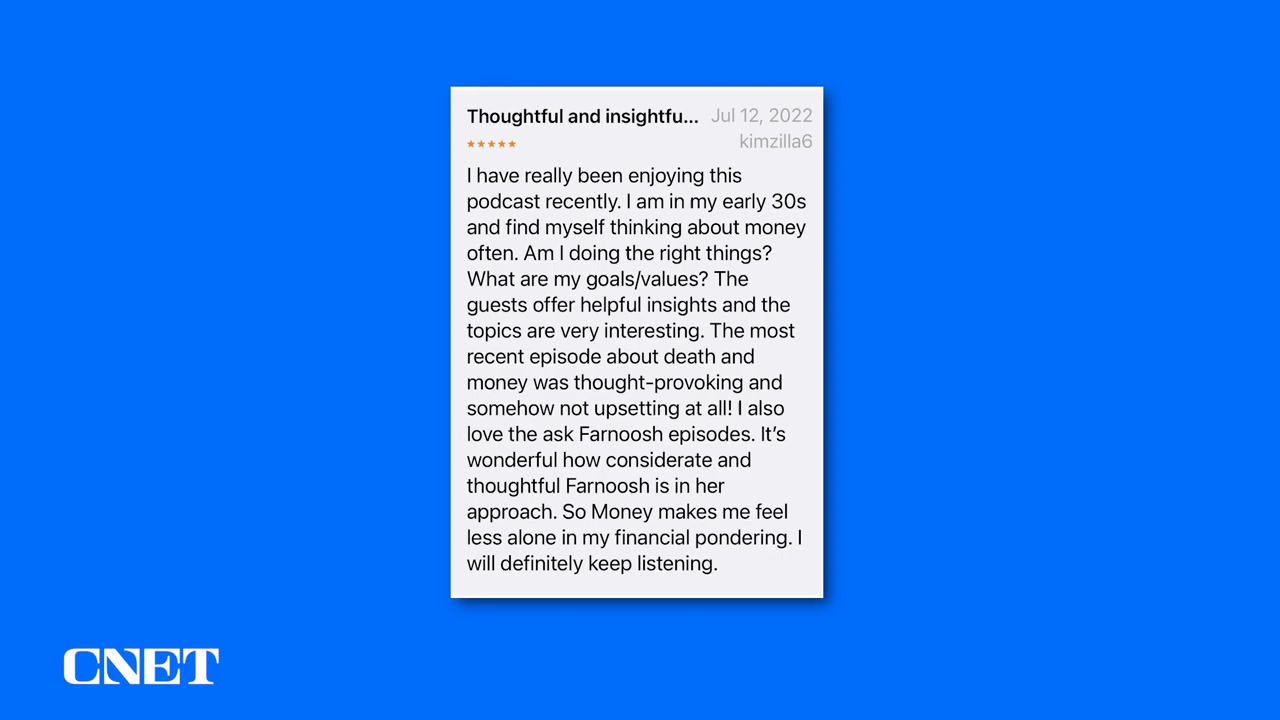 Thoughtful and insightfu... Jul 12, 2022
★★★★★ kimzilla6
I have really been enjoying this
podcast recently. I am in my early 30s
and find myself thinking about money
often. Am I doing the right things?
What are my goals/values? The
guests offer helpful insights and the
topics are very interesting. The most
recent episode about death and
money was thought-provoking and
somehow not upsetting at all! I also
love the ask Farnoosh episodes. It’s
wonderful how considerate and
thoughtful Farnoosh is in her
approach. So Money makes me feel
less alone in my financial pondering. I
will definitely keep listening.
CNET